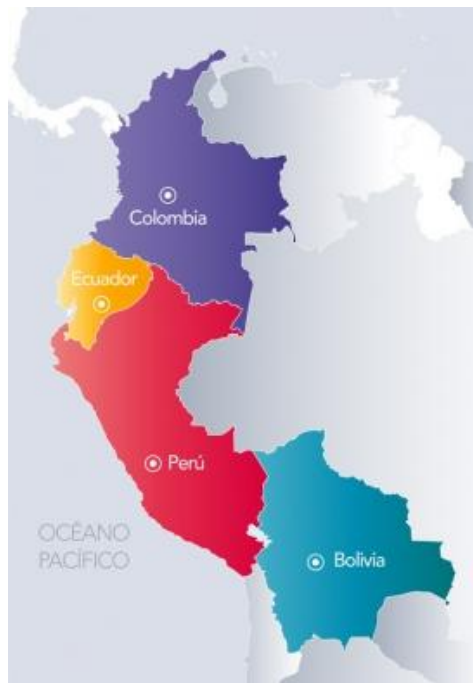 Colombia
Ecuador
Perú
OCÉANO
PACÍFICO
Bolivia